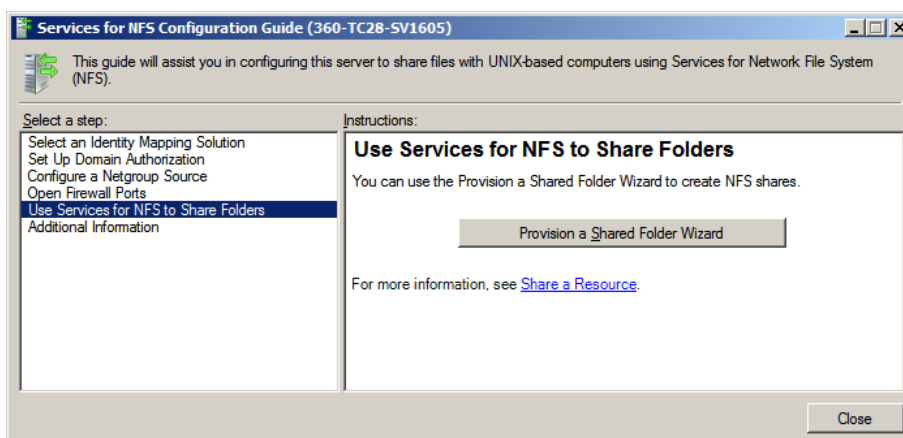 Services for NFS Configuration Guide (360-TC28-SV1605)
This guide will assist you in configuring this server to share files with UNIX-based computers using Services for Network File System
(NFS).
Select a step:
Select an Identity Mapping Solution
Set Up Domain Authorization
Configure a Netgroup Source
Open Firewall Ports
Use Services for NFS to Share Folders
Additional Information
Instructions:
Use Services for NFS to Share Folders
You can use the Provision a Shared Folder Wizard to create NFS shares.
Provision a Shared Folder Wizard
For more information, see Share a Resource.
Close